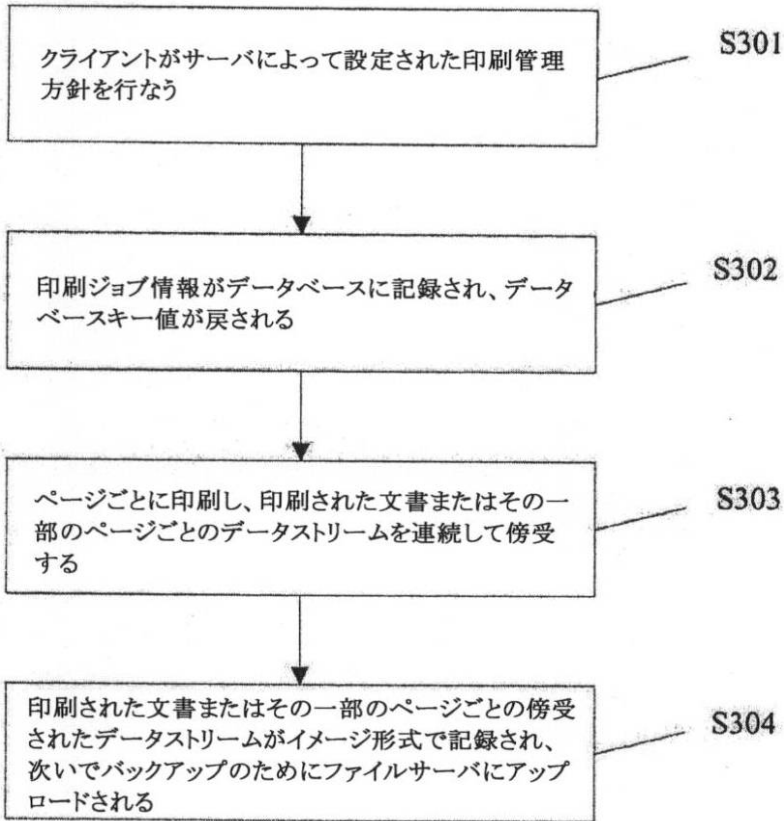 クライアントがサーバによって設定された印刷管理
方針を行なう
S301
印刷ジョブ情報がデータベースに記録され、データ
ベースキー値が戻される
S302
ページごとに印刷し、印刷された文書またはその一
部のページごとのデータストリームを連続して傍受
する
S303
印刷された文書またはその一部のページごとの傍受
されたデータストリームがイメージ形式で記録され、
次いでバックアップのためにファイルサーバにアップ
ロードされる
S304